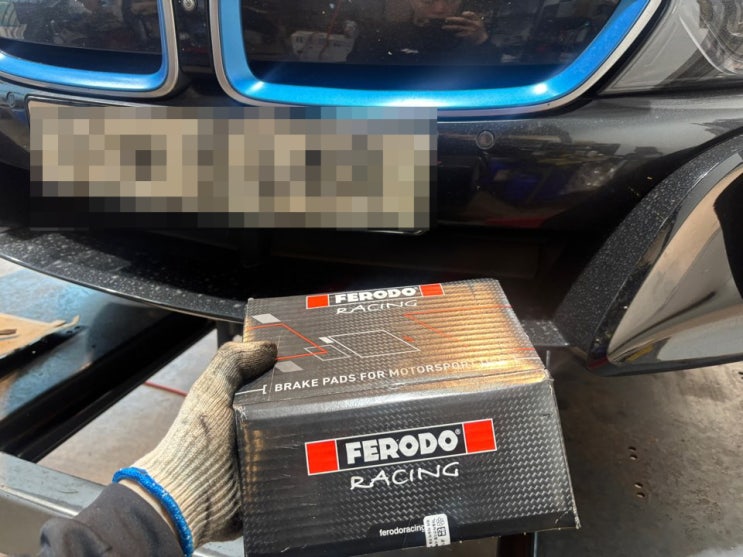 FERODO®
RACING
BRAKE PADS FOR MOTORSPORT
FERODO®
RACING
ferodoracing